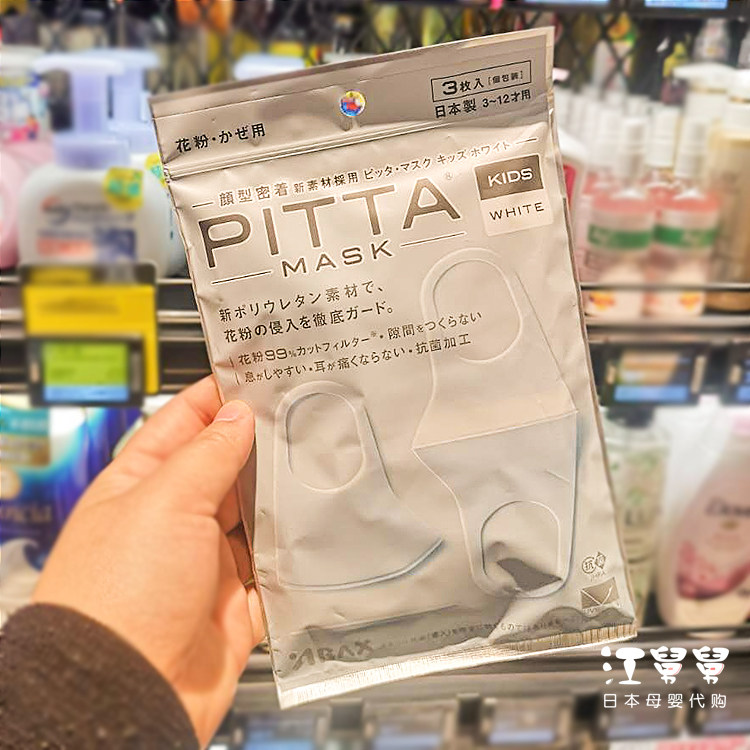 3枚入［個包装］
日本製 3~12才用
花粉・かぜ用
顔型密着 新素材採用 ピッタ・マスク キッズ ホワイト
PITTA®
MASK
KIDS
WHITE
新ポリウレタン素材で、
花粉の侵入を徹底ガード。
花粉99%カットフィルター※・隙間をつくらない
息がしやすい・耳が痛くならない・抗菌加工
抗菌
ARAX
江舅舅
日本母婴代购